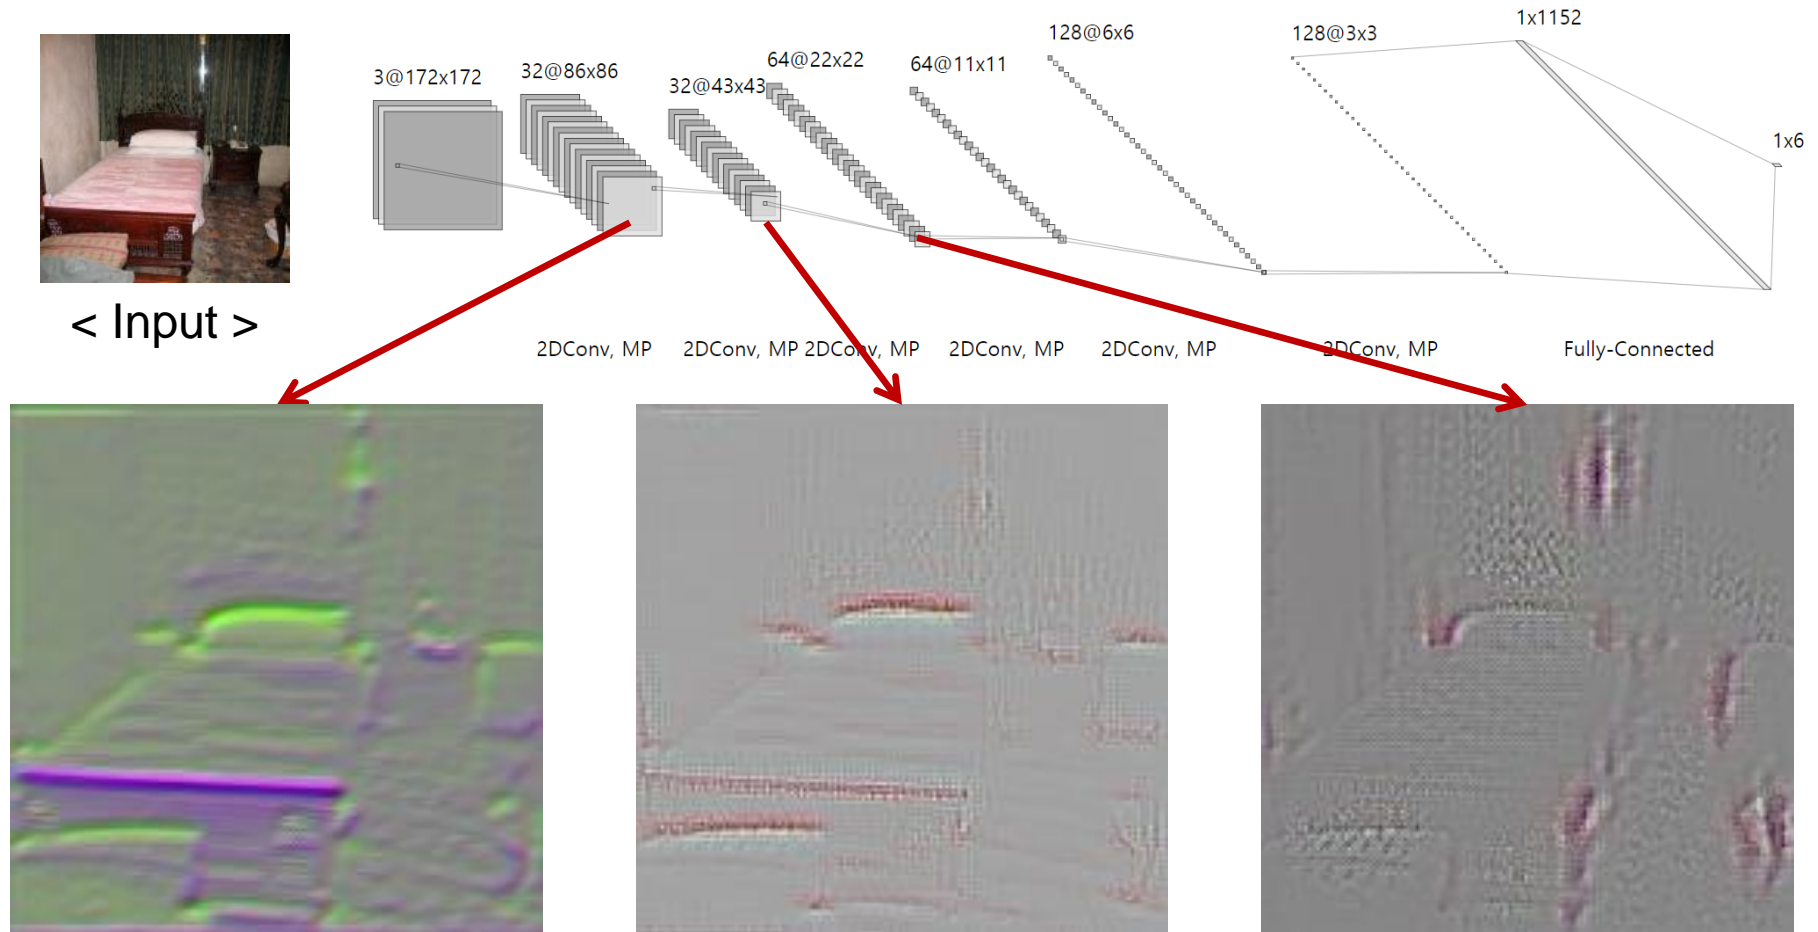 3@172x172
32@86x86
32@43x43
64@22x22
64@11x11
128@6x6
128@3x3
1x1152
1x6
< Input >
2DConv, MP
2DConv, MP
2DConv, MP
2DConv, MP
2DConv, MP
2DConv, MP
Fully-Connected